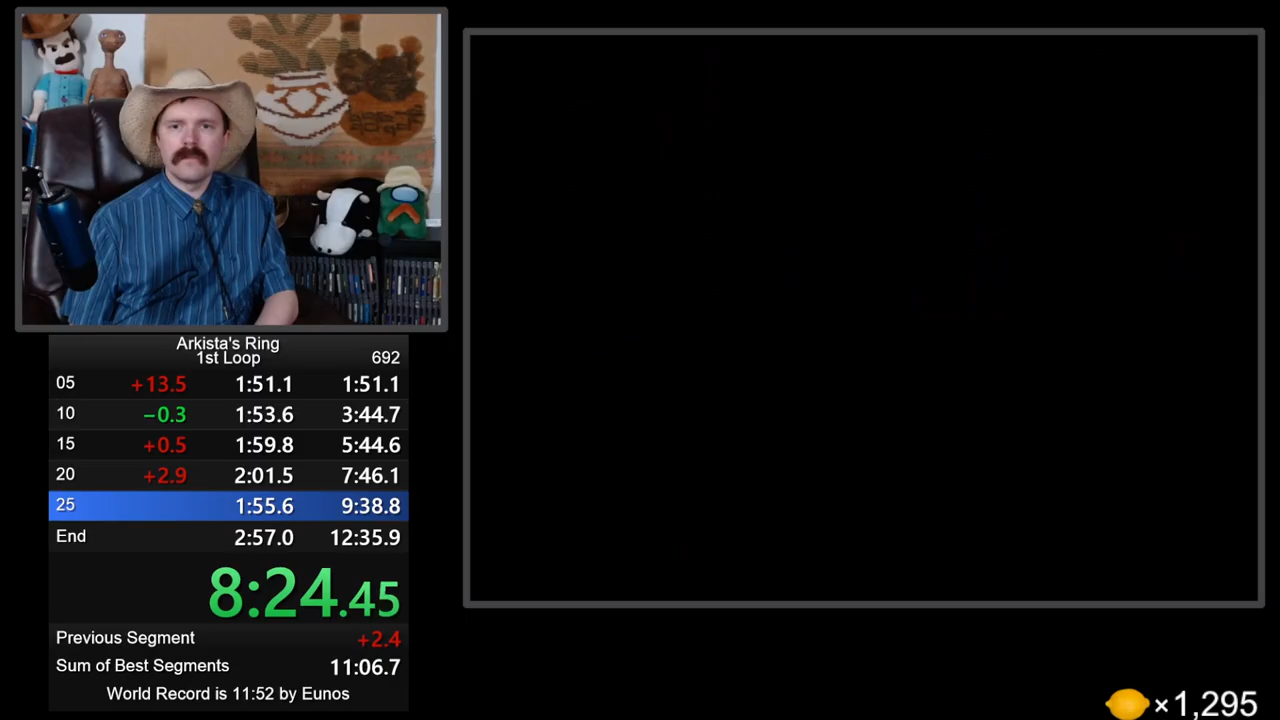 Arkista's Ring
1st Loop 692
05 +13.5 1:51.1 1:51.1
10 −0.3 1:53.6 3:44.7
15 +0.5 1:59.8 5:44.6
20 +2.9 2:01.5 7:46.1
25 1:55.6 9:38.8
End 2:57.0 12:35.9
8:24.45
Previous Segment +2.4
Sum of Best Segments 11:06.7
World Record is 11:52 by Eunos
×1,295